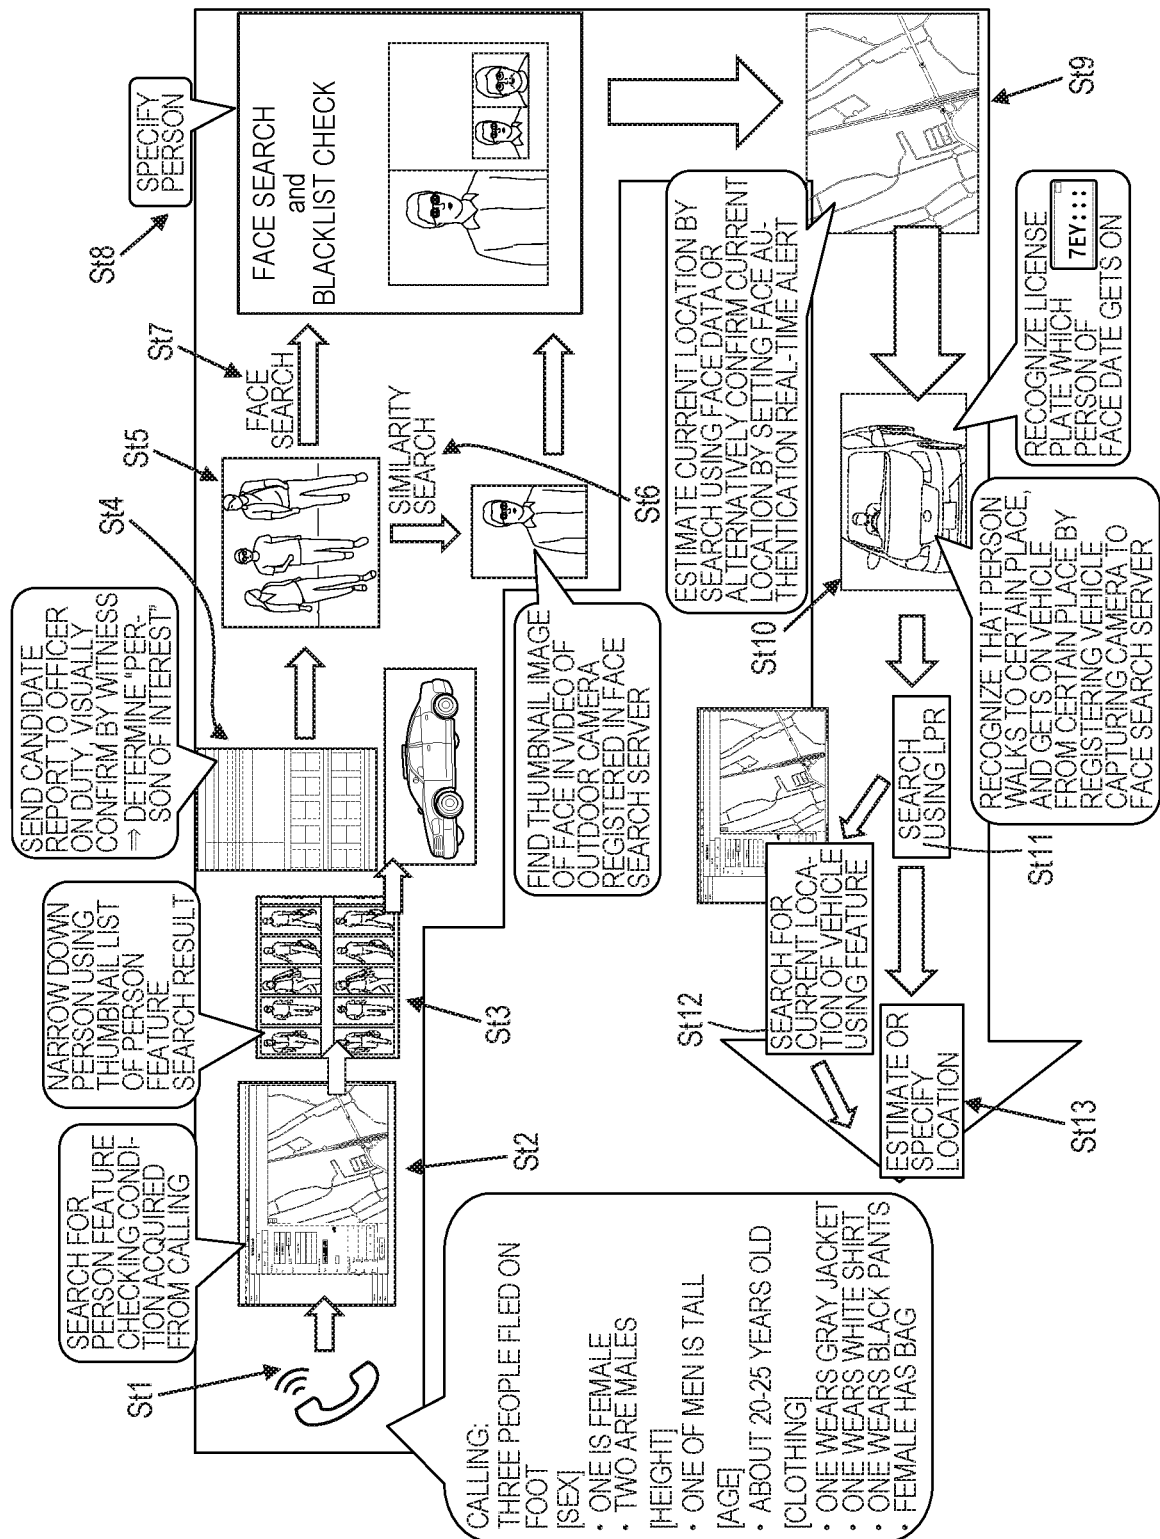 St1
SEARCH FOR
PERSON FEATURE
CHECKING CONDI-
TION ACQUIRED
FROM CALLING
St2
CALLING:
THREE PEOPLE FLED ON
FOOT
[SEX]
• ONE IS FEMALE
• TWO ARE MALES
[HEIGHT]
• ONE OF MEN IS TALL
[AGE]
• ABOUT 20-25 YEARS OLD
[CLOTHING]
• ONE WEARS GRAY JACKET
• ONE WEARS WHITE SHIRT
• ONE WEARS BLACK PANTS
• FEMALE HAS BAG
NARROW DOWN
PERSON USING
THUMBNAIL LIST
OF PERSON
FEATURE
SEARCH RESULT
St3
SEND CANDIDATE
REPORT TO OFFICER
ON DUTY, VISUALLY
CONFIRM BY WITNESS
⇒ DETERMINE "PER-
SON OF INTEREST"
St4
St5
SIMILARITY
SEARCH
St6
FIND THUMBNAIL IMAGE
OF FACE IN VIDEO OF
OUTDOOR CAMERA
REGISTERED IN FACE
SEARCH SERVER
St7
FACE
SEARCH
St8
SPECIFY
PERSON
FACE SEARCH
and
BLACKLIST CHECK
ESTIMATE CURRENT LOCATION BY
SEARCH USING FACE DATA OR
ALTERNATIVELY CONFIRM CURRENT
LOCATION BY SETTING FACE AU-
THENTICATION REAL-TIME ALERT
St9
St10
RECOGNIZE LICENSE
PLATE WHICH
PERSON OF
FACE DATE GETS ON
7EY:::
RECOGNIZE THAT PERSON
WALKS TO CERTAIN PLACE,
AND GETS ON VEHICLE
FROM CERTAIN PLACE BY
REGISTERING VEHICLE
CAPTURING CAMERA TO
FACE SEARCH SERVER
SEARCH
USING LPR
St11
St12
SEARCH FOR
CURRENT LOCA-
TION OF VEHICLE
USING FEATURE
ESTIMATE OR
SPECIFY
LOCATION
St13